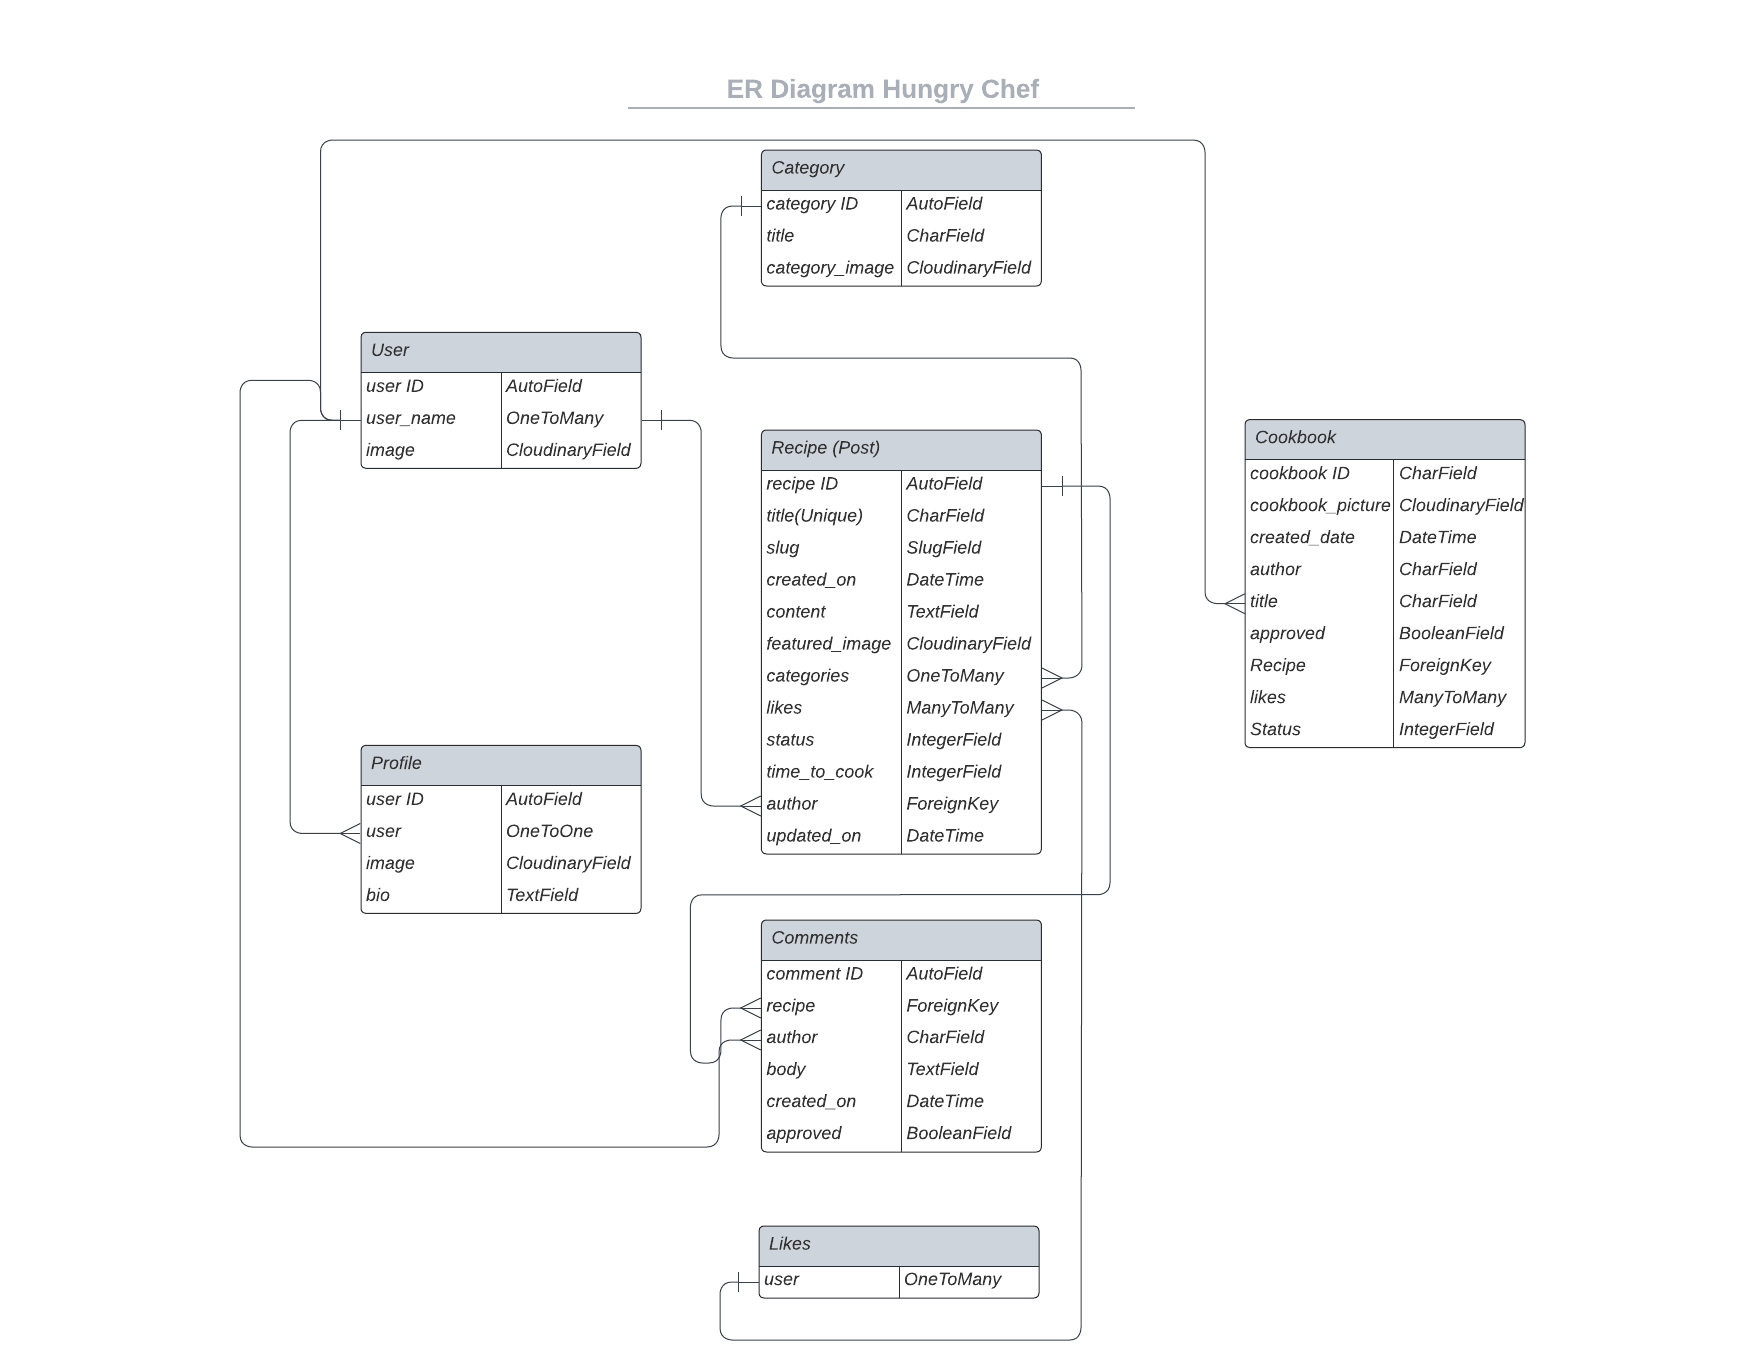 ER Diagram Hungry Chef
Category
category ID AutoField
title CharField
category_image CloudinaryField
User
user ID AutoField
user_name OneToMany
image CloudinaryField
Recipe (Post)
recipe ID AutoField
title(Unique) CharField
slug SlugField
created_on DateTime
content TextField
featured_image CloudinaryField
categories OneToMany
likes ManyToMany
status IntegerField
time_to_cook IntegerField
author ForeignKey
updated_on DateTime
Cookbook
cookbook ID CharField
cookbook_picture CloudinaryField
created_date DateTime
author CharField
title CharField
approved BooleanField
Recipe ForeignKey
likes ManyToMany
Status IntegerField
Profile
user ID AutoField
user OneToOne
image CloudinaryField
bio TextField
Comments
comment ID AutoField
recipe ForeignKey
author CharField
body TextField
created_on DateTime
approved BooleanField
Likes
user OneToMany